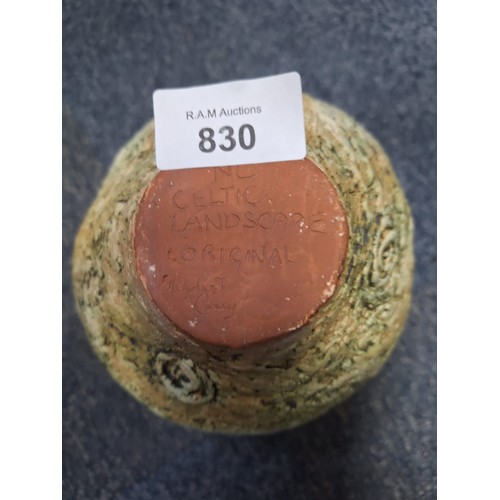 R.A.M Auctions
830
CELTIC
LANDSCAPE
ORIGINAL